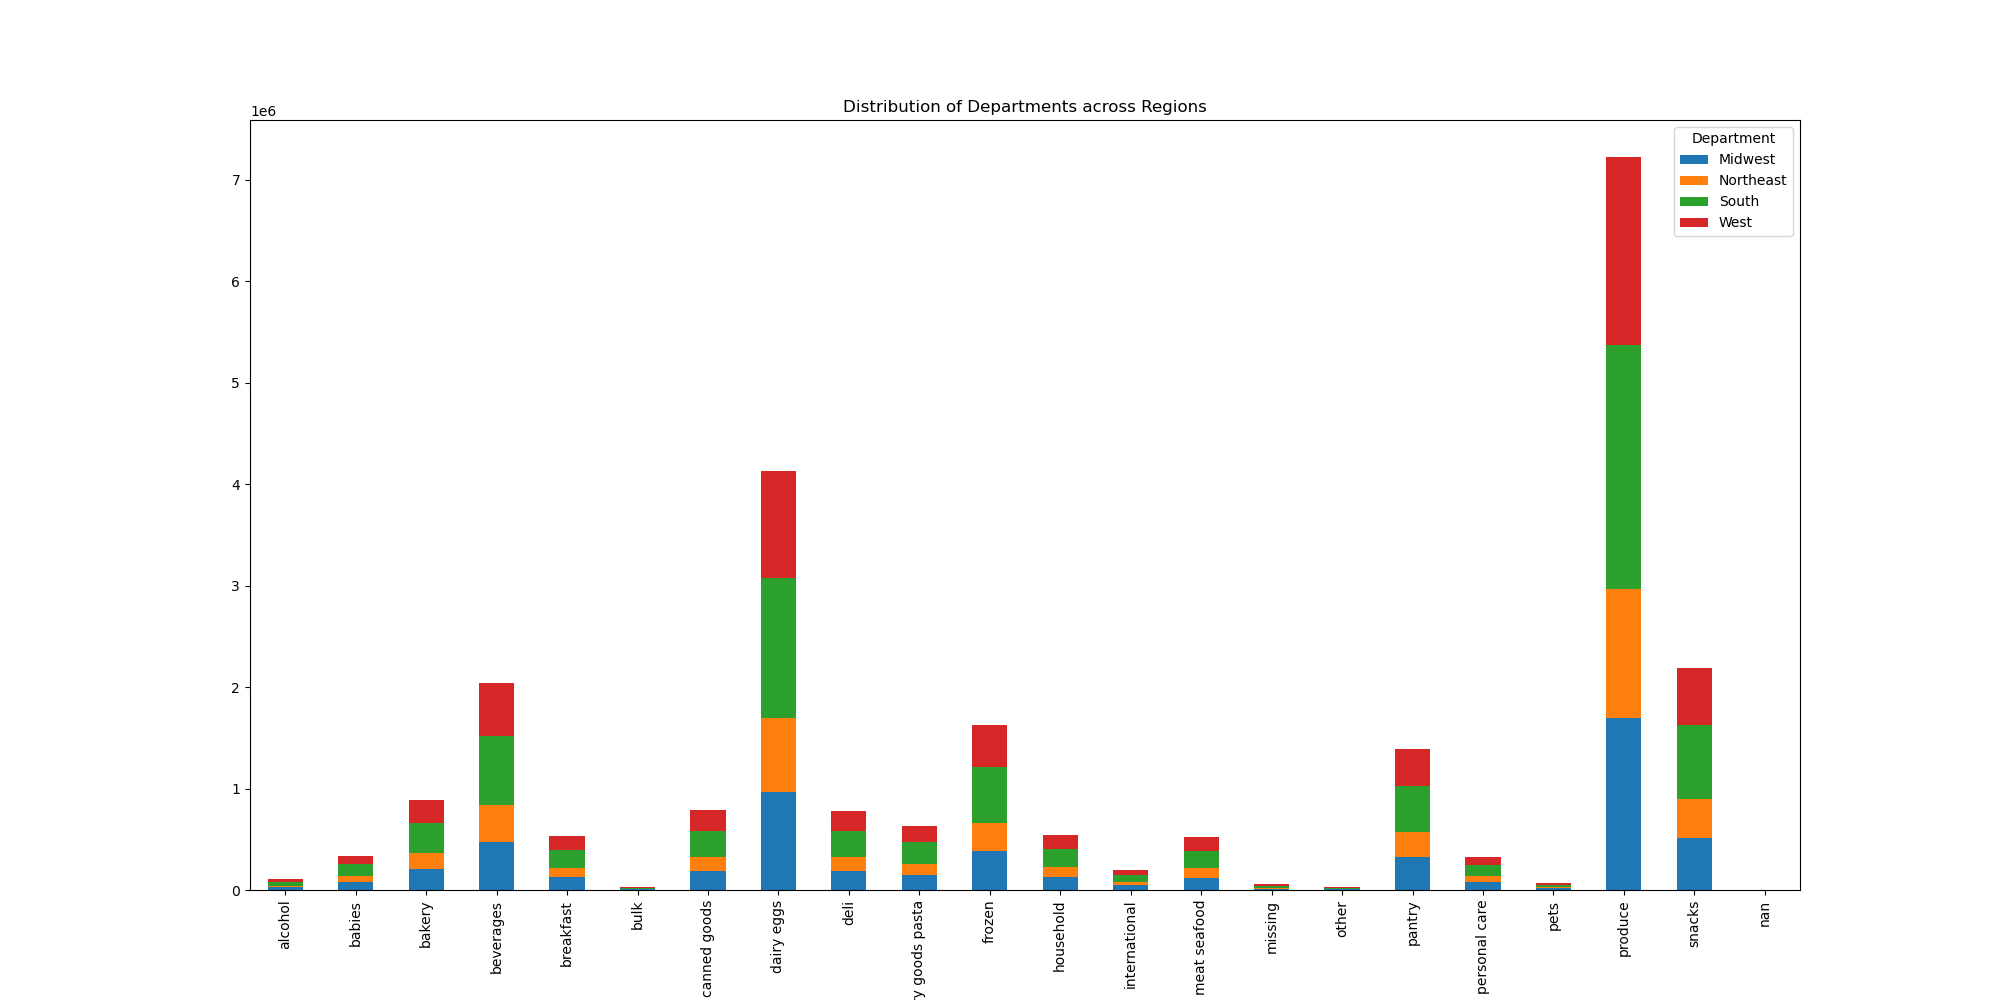 Distribution of Departments across Regions
1e6
Department
Midwest
Northeast
South
West
7
6
5
4
3
2
1
0
alcohol
babies
bakery
beverages
breakfast
bulk
canned goods
dairy eggs
deli
y goods pasta
frozen
household
international
meat seafood
missing
other
pantry
personal care
pets
produce
snacks
nan